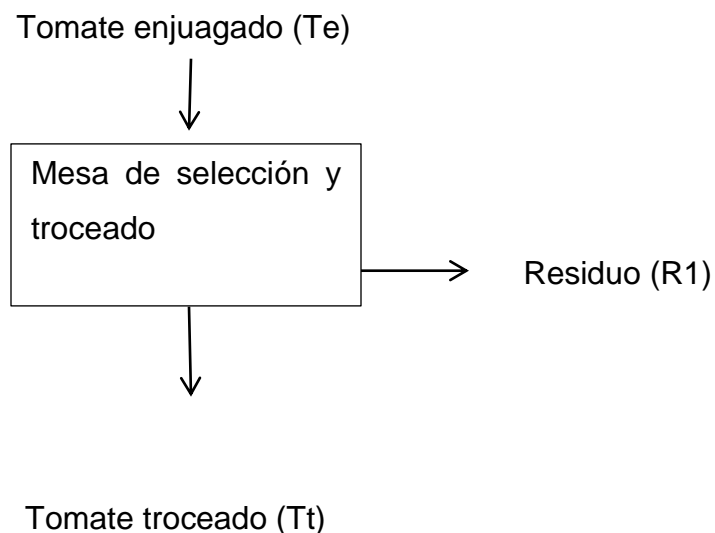 Tomate enjuagado (Te)
Mesa de selección y
troceado
Residuo (R1)
Tomate troceado (Tt)